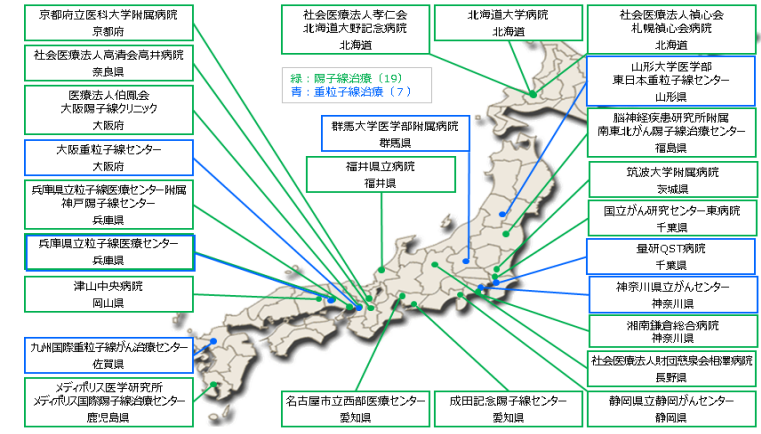 京都府立医科大学附属病院
京都府
社会医療法人高清会高井病院
奈良県
医療法人伯鳳会
大阪陽子線クリニック
大阪府
大阪重粒子線センター
大阪府
兵庫県立粒子線医療センター附属
神戸陽子線センター
兵庫県
兵庫県立粒子線医療センター
兵庫県
津山中央病院
岡山県
九州国際重粒子線がん治療センター
佐賀県
メディポリス医学研究所
メディポリス国際陽子線治療センター
鹿児島県
社会医療法人孝仁会
北海道大野記念病院
北海道
北海道大学病院
北海道
社会医療法人禎心会
札幌禎心会病院
北海道
緑：陽子線治療（19）
青：重粒子線治療（７）
群馬大学医学部附属病院
群馬県
福井県立病院
福井県
山形大学医学部
東日本重粒子線センター
山形県
脳神経疾患研究所附属
南東北がん陽子線治療センター
福島県
筑波大学附属病院
茨城県
国立がん研究センター東病院
千葉県
量研QST病院
千葉県
神奈川県立がんセンター
神奈川県
湘南鎌倉総合病院
神奈川県
社会医療法人財団慈泉会相澤病院
長野県
名古屋市立西部医療センター
愛知県
成田記念陽子線センター
愛知県
静岡県立静岡がんセンター
静岡県